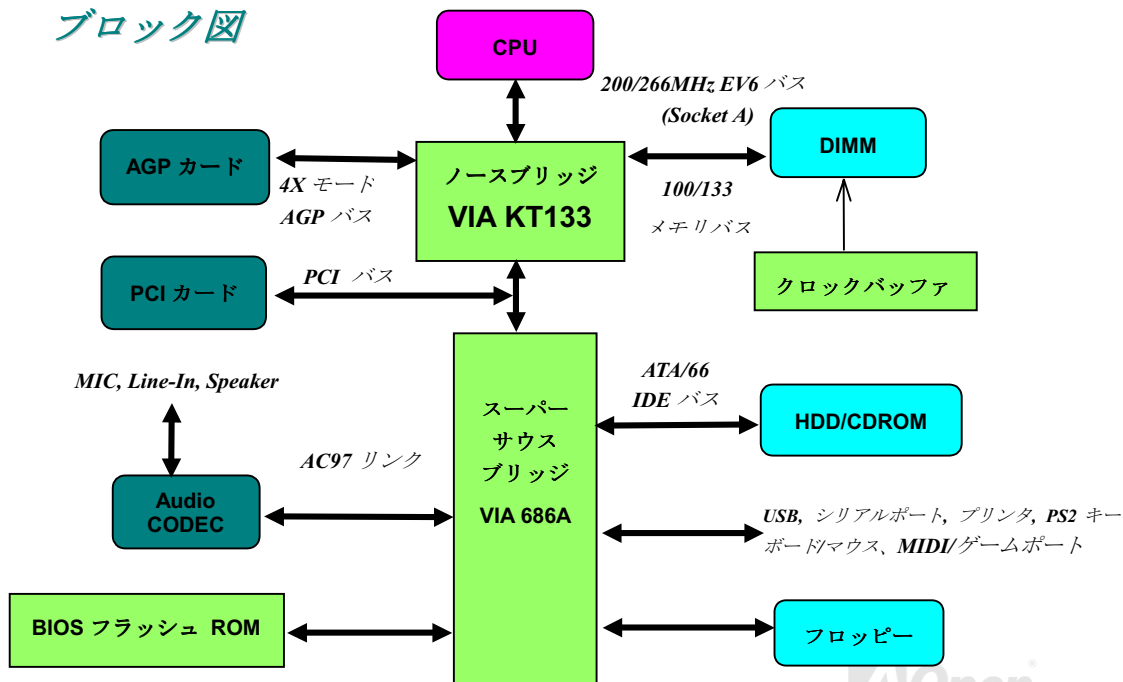 ブロック図
CPU
200/266MHz EV6 バス
(Socket A)
AGP カード
4X モード
AGP バス
ノースブリッジ
VIA KT133
DIMM
100/133
メモリバス
クロックバッファ
PCI カード
PCI バス
MIC, Line-In, Speaker
スーパー
サウス
ブリッジ
VIA 686A
ATA/66
IDE バス
HDD/CDROM
AC97 リンク
Audio
CODEC
USB, シリアルポート, プリンタ, PS2 キー
ボード/マウス、MIDI/ゲームポート
BIOS フラッシュ ROM
フロッピー
AOpen